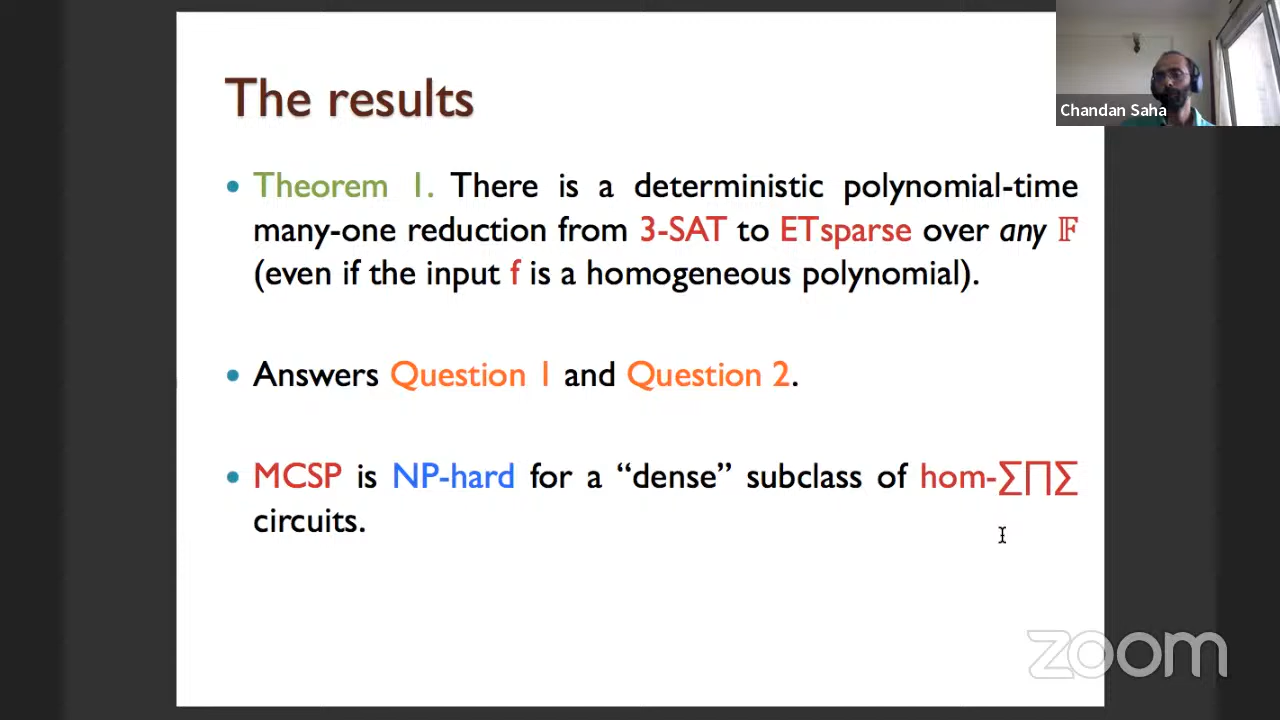 The results
Chandan Saha
• Theorem 1. There is a deterministic polynomial-time
many-one reduction from 3-SAT to ETsparse over any 𝔽
(even if the input f is a homogeneous polynomial).
• Answers Question 1 and Question 2.
• MCSP is NP-hard for a “dense” subclass of hom-∑∏∑
circuits.
zoom